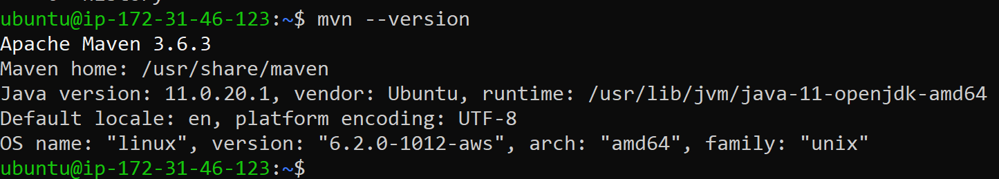 ubuntu@ip-172-31-46-123:~$ mvn --version
Apache Maven 3.6.3
Maven home: /usr/share/maven
Java version: 11.0.20.1, vendor: Ubuntu, runtime: /usr/lib/jvm/java-11-openjdk-amd64
Default locale: en, platform encoding: UTF-8
OS name: "linux", version: "6.2.0-1012-aws", arch: "amd64", family: "unix"
ubuntu@ip-172-31-46-123:~$